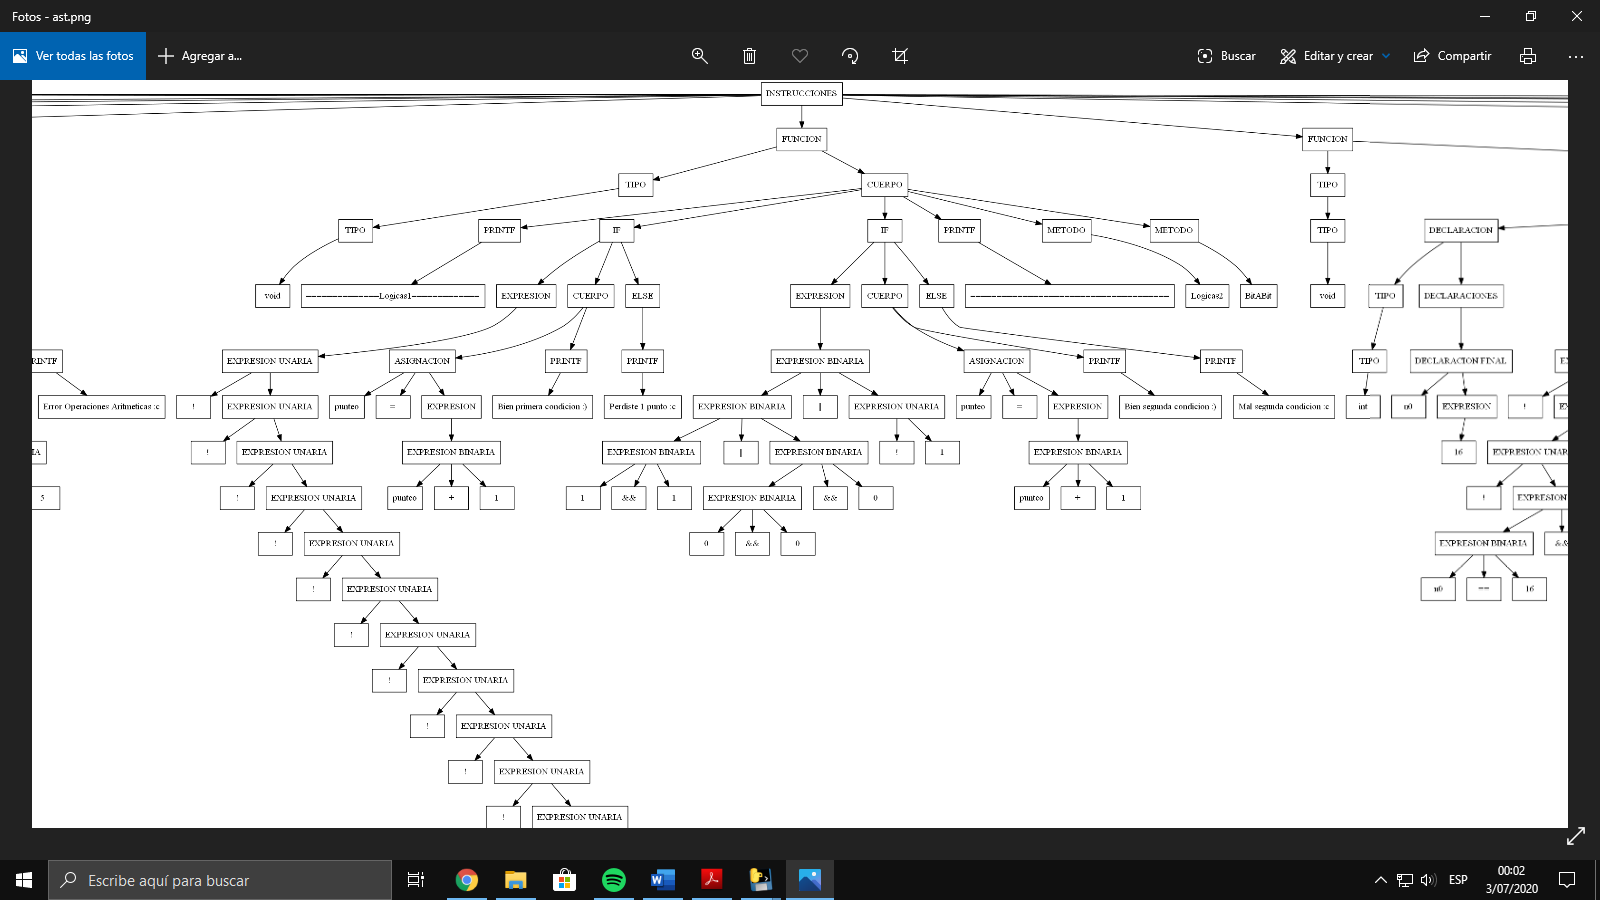 Fotos - ast.png
Ver todas las fotos
Agregar a...
Buscar
Editar y crear
Compartir
INSTRUCCIONES
FUNCION
FUNCION
TIPO
CUERPO
TIPO
TIPO
PRINTF
IF
IF
PRINTF
METODO
METODO
TIPO
DECLARACION
void
Logicas1
EXPRESION
CUERPO
ELSE
EXPRESION
CUERPO
ELSE
Logicas2
BitABit
void
TIPO
DECLARACIONES
RINTF
EXPRESION UNARIA
ASIGNACION
PRINTF
PRINTF
EXPRESION BINARIA
ASIGNACION
PRINTF
PRINTF
TIPO
DECLARACION FINAL
Error Operaciones Aritmeticas :c
!
EXPRESION UNARIA
punteo
=
EXPRESION
Bien primera condicion :)
Perdiste 1 punto :c
EXPRESION BINARIA
||
EXPRESION UNARIA
punteo
=
EXPRESION
Bien segunda condicion :)
Mal segunda condicion :c
int
n0
EXPRESION
!
IA
!
EXPRESION UNARIA
EXPRESION BINARIA
EXPRESION BINARIA
||
EXPRESION BINARIA
!
1
EXPRESION BINARIA
16
EXPRESION UNAR
5
!
EXPRESION UNARIA
punteo
+
1
1
&&
1
EXPRESION BINARIA
&&
0
punteo
+
1
!
EXPRESION
!
EXPRESION UNARIA
0
&&
0
EXPRESION BINARIA
&&
!
EXPRESION UNARIA
n0
==
16
!
EXPRESION UNARIA
!
EXPRESION UNARIA
!
EXPRESION UNARIA
!
EXPRESION UNARIA
!
EXPRESION UNARIA
Escribe aquí para buscar
ESP
00:02
3/07/2020